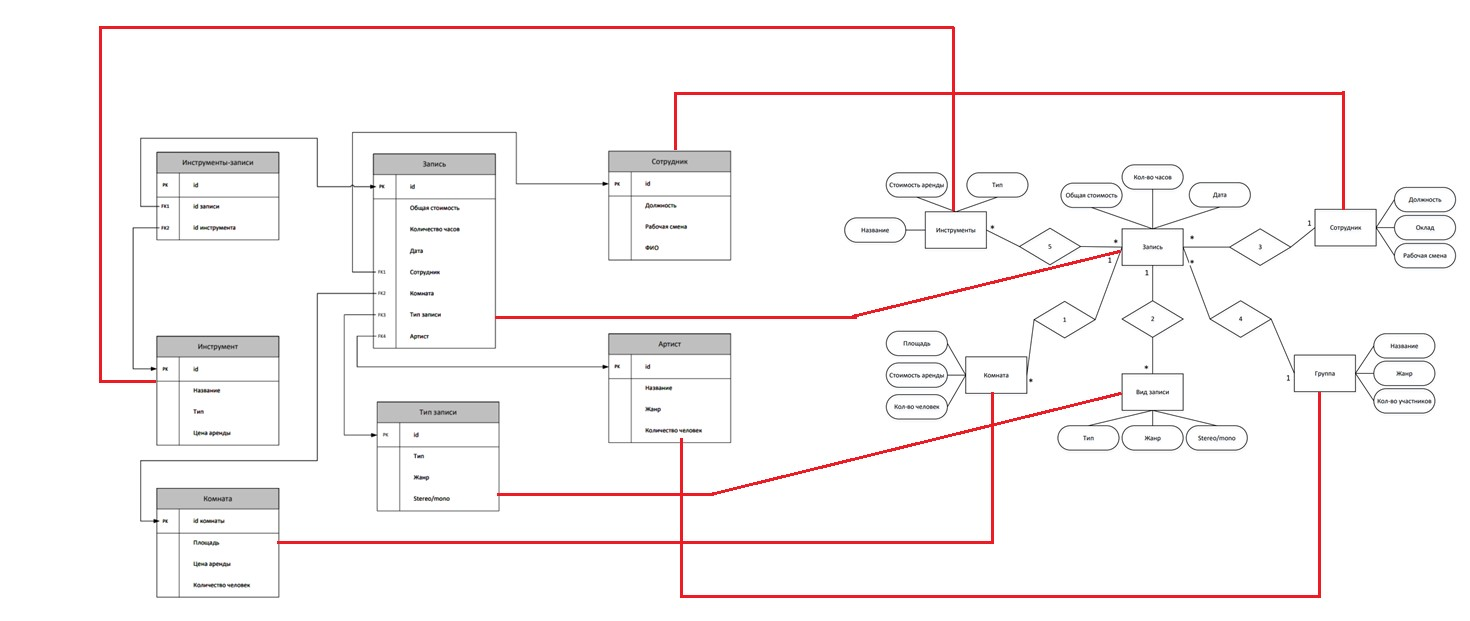 Инструменты-записи
PK id
FK1 id записи
FK2 id инструмента
Запись
PK id
Общая стоимость
Количество часов
Дата
FK1 Сотрудник
FK2 Комната
FK3 Тип записи
FK4 Артист
Сотрудник
PK id
Должность
Рабочая смена
ФИО
Инструмент
PK id
Название
Тип
Цена аренды
Артист
PK id
Название
Жанр
Количество человек
Тип записи
PK id
Тип
Жанр
Stereo/mono
Комната
PK id комнаты
Площадь
Цена аренды
Количество человек
Стоимость аренды
Тип
Название
Инструменты
*
5
*
Общая стоимость
Кол-во часов
Дата
Запись
*
3
1
Сотрудник
Должность
Оклад
Рабочая смена
1
1
*
1
2
4
Площадь
Стоимость аренды
Кол-во человек
Комната
*
*
Вид записи
Тип
Жанр
Stereo/mono
1
Группа
Название
Жанр
Кол-во участников